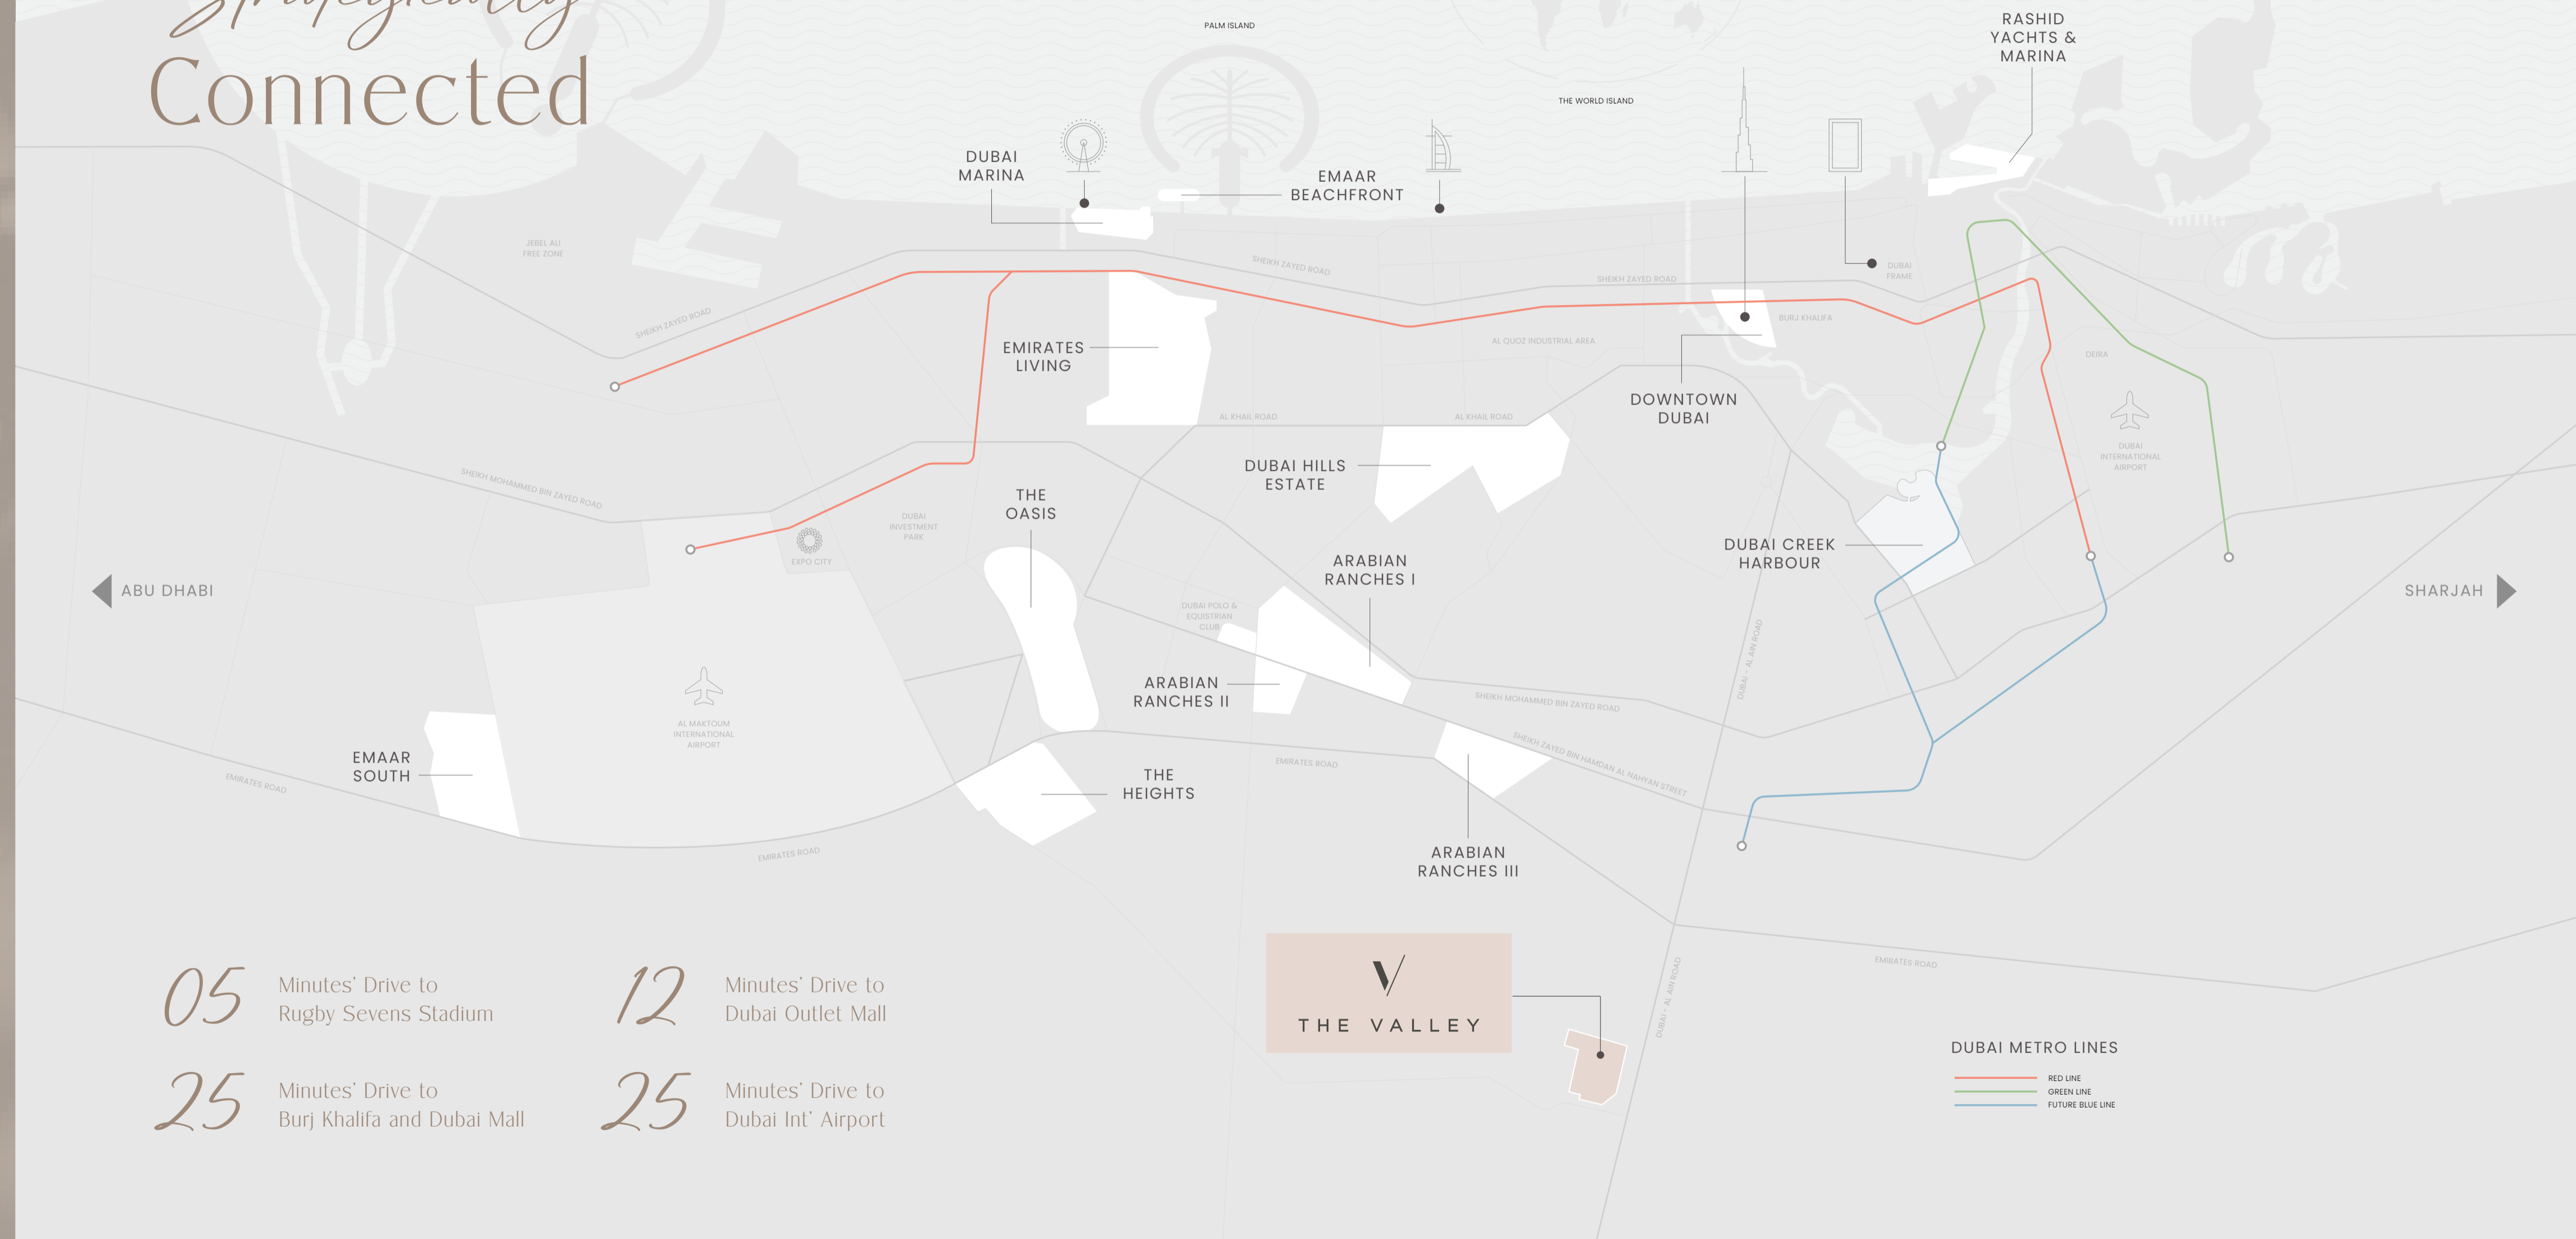 Strategically
Connected
PALM ISLAND
THE WORLD ISLAND
RASHID
YACHTS &
MARINA
DUBAI
MARINA
EMAAR
BEACHFRONT
JEBEL ALI
FREE ZONE
SHEIKH ZAYED ROAD
SHEIKH ZAYED ROAD
SHEIKH ZAYED ROAD
DUBAI
FRAME
BURJ KHALIFA
EMIRATES
LIVING
AL QUOZ INDUSTRIAL AREA
DEIRA
AL KHAIL ROAD
AL KHAIL ROAD
DOWNTOWN
DUBAI
DUBAI
INTERNATIONAL
AIRPORT
SHEIKH MOHAMMED BIN ZAYED ROAD
DUBAI HILLS
ESTATE
THE
OASIS
DUBAI
INVESTMENT
PARK
EXPO CITY
DUBAI CREEK
HARBOUR
ARABIAN
RANCHES I
ABU DHABI
SHARJAH
DUBAI POLO &
EQUESTRIAN
CLUB
DUBAI - AL AIN ROAD
ARABIAN
RANCHES II
SHEIKH MOHAMMED BIN ZAYED ROAD
AL MAKTOUM
INTERNATIONAL
AIRPORT
SHEIKH ZAYED BIN HAMDAN AL NAHYAN STREET
EMAAR
SOUTH
EMIRATES ROAD
EMIRATES ROAD
THE
HEIGHTS
EMIRATES ROAD
ARABIAN
RANCHES III
EMIRATES ROAD
DUBAI - AL AIN ROAD
THE VALLEY
05
Minutes' Drive to
Rugby Sevens Stadium
12
Minutes' Drive to
Dubai Outlet Mall
25
Minutes' Drive to
Burj Khalifa and Dubai Mall
25
Minutes' Drive to
Dubai Int' Airport
DUBAI METRO LINES
RED LINE
GREEN LINE
FUTURE BLUE LINE